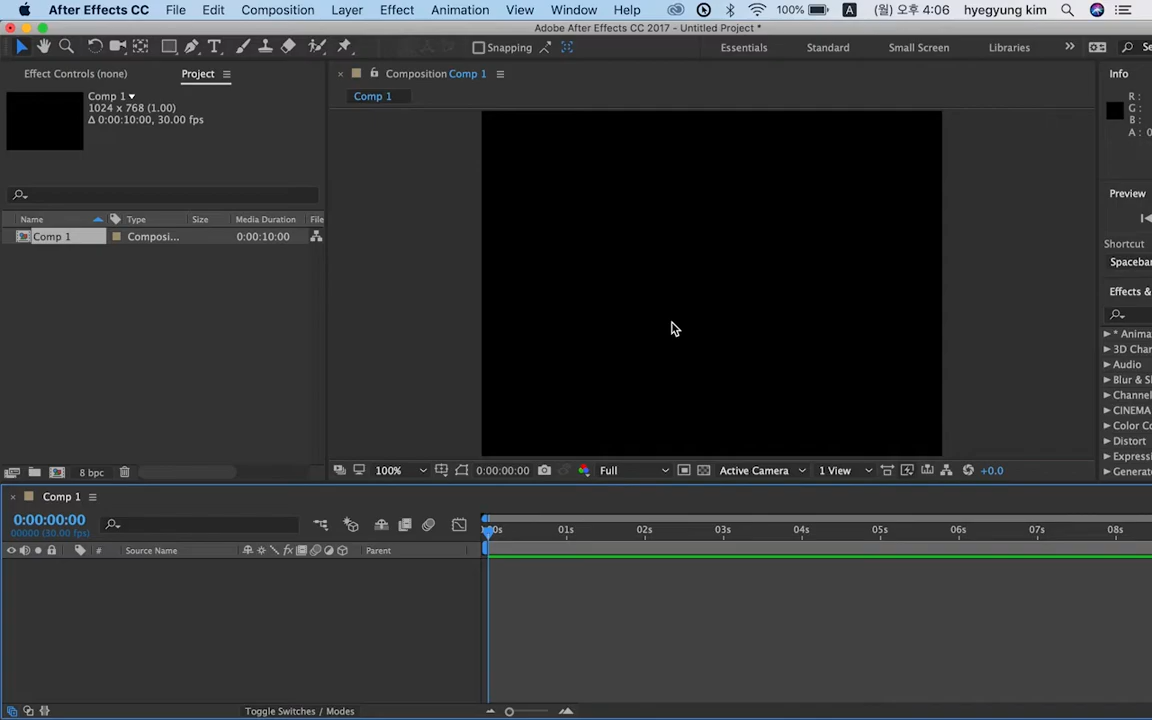 After Effects CC File Edit Composition Layer Effect Animation View Window Help 100% A (월) 오후 4:06 hyegyung kim
Adobe After Effects CC 2017 - Untitled Project *
T Snapping Essentials Standard Small Screen Libraries Se
Effect Controls (none) Project Composition Comp 1 Info
Comp 1
1024 x 768 (1.00)
Δ 0:00:10:00, 30.00 fps
Comp 1
R :
G :
B :
A : 0
Preview
Name Type Size Media Duration File
Comp 1 Composi... 0:00:10:00
Shortcut
Spacebar
Effects &
* Anima
3D Chan
Audio
Blur & S
Channel
CINEMA
Color Co
Distort
Express
Generate
8 bpc 100% 0:00:00:00 Full Active Camera 1 View +0.0
Comp 1
0:00:00:00
00000 (30.00 fps)
:00s 01s 02s 03s 04s 05s 06s 07s 08s
# Source Name fx Parent
Toggle Switches / Modes